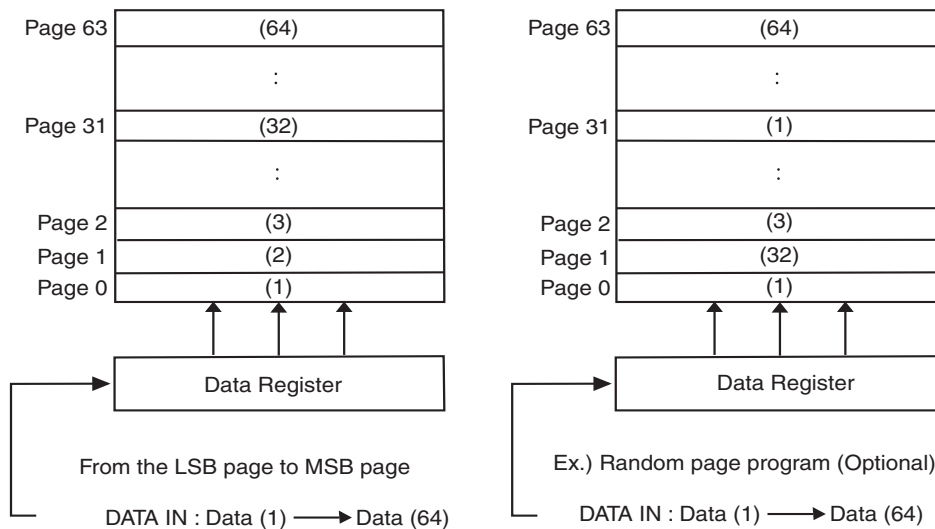 Page 63 (64)
:
Page 31 (32)
:
Page 2 (3)
Page 1 (2)
Page 0 (1)
Data Register
From the LSB page to MSB page
DATA IN : Data (1) → Data (64)
Page 63 (64)
:
Page 31 (1)
:
Page 2 (3)
Page 1 (32)
Page 0 (1)
Data Register
Ex.) Random page program (Optional)
DATA IN : Data (1) → Data (64)